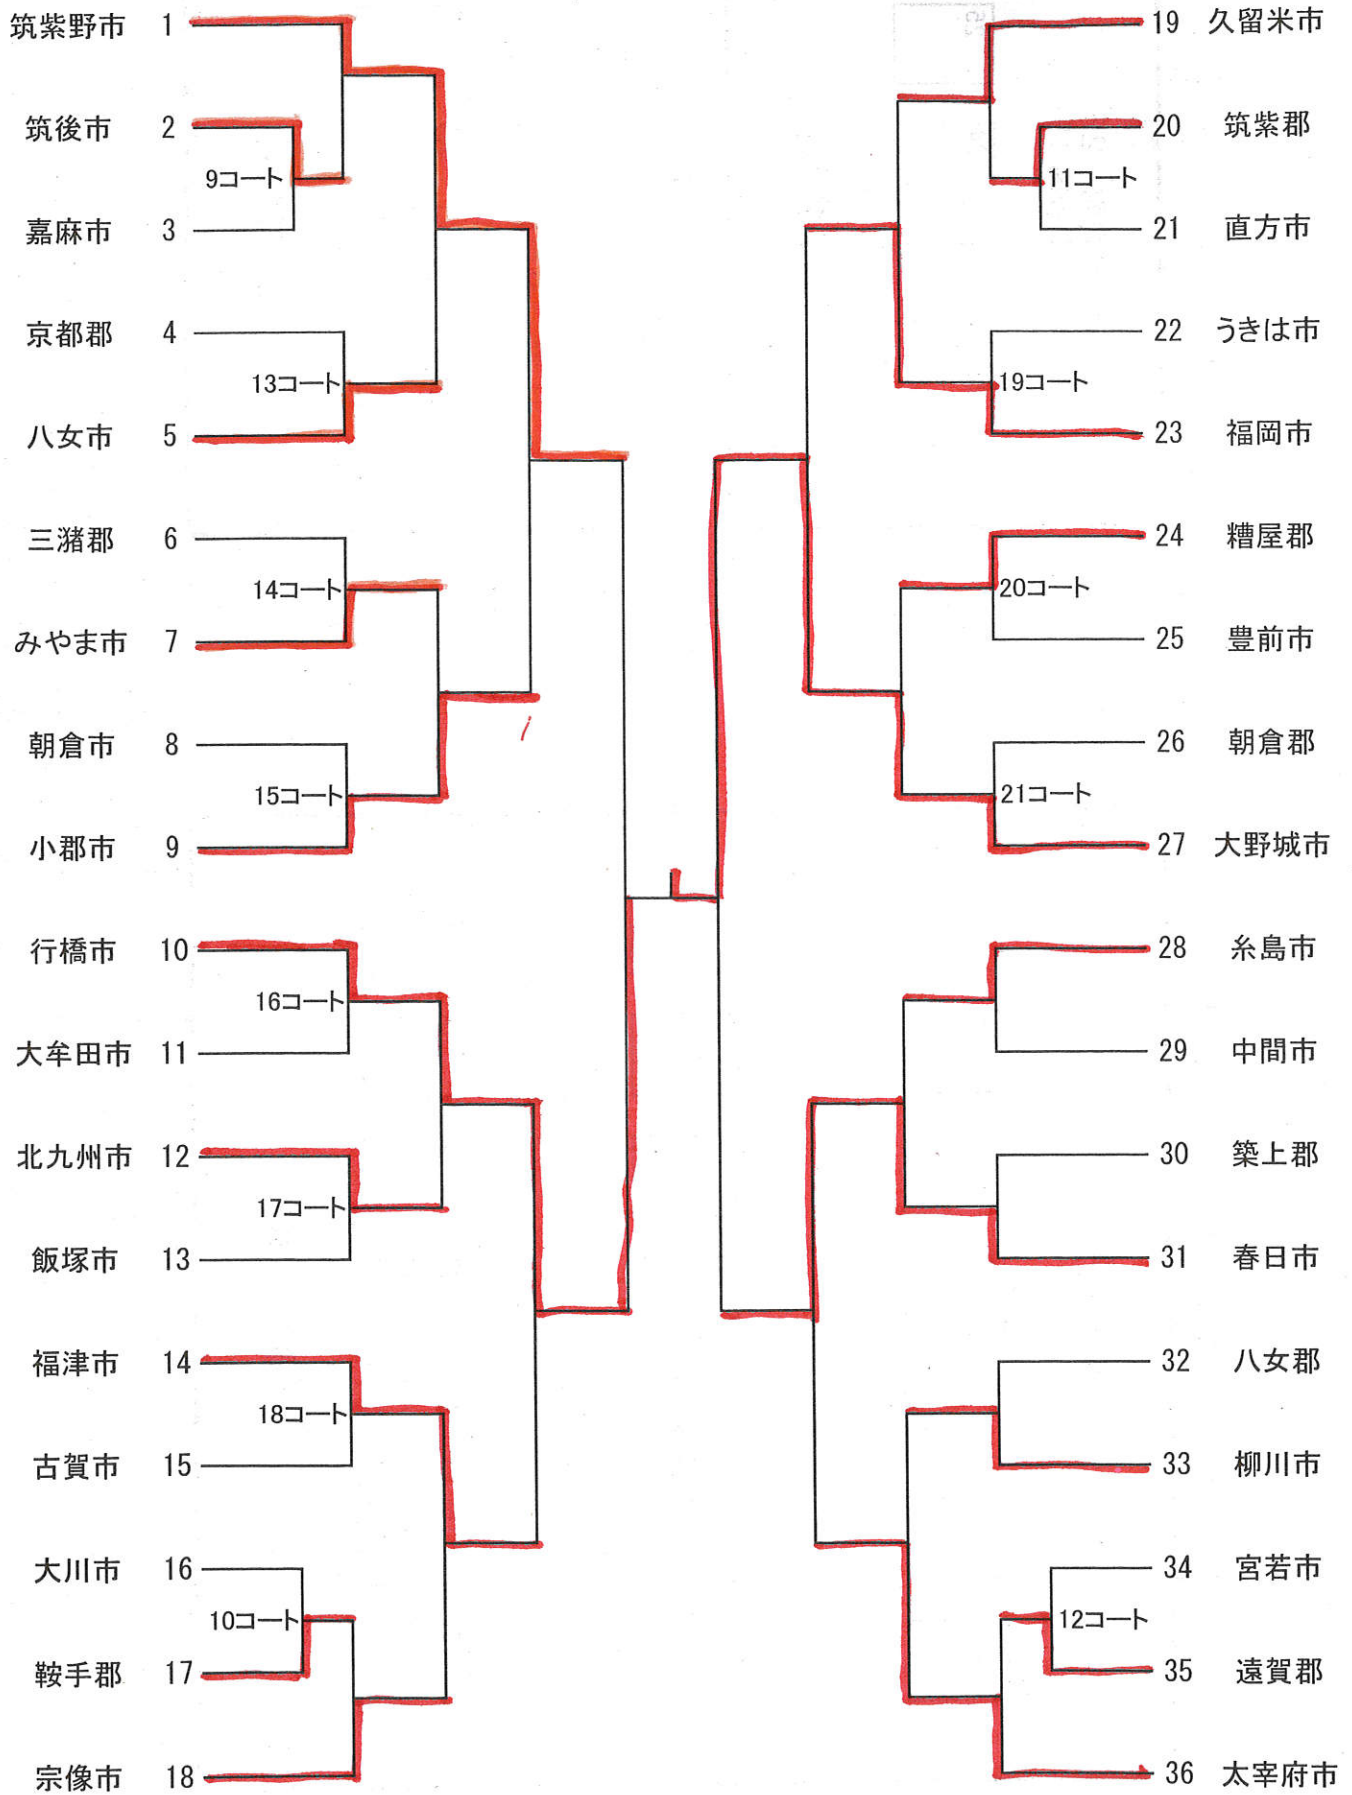 筑紫野市 1
筑後市 2
9コート
嘉麻市 3
京都郡 4
13コート
八女市 5
三潴郡 6
14コート
みやま市 7
朝倉市 8
15コート
小郡市 9
行橋市 10
16コート
大牟田市 11
北九州市 12
17コート
飯塚市 13
福津市 14
18コート
古賀市 15
大川市 16
10コート
鞍手郡 17
宗像市 18
19 久留米市
20 筑紫郡
11コート
21 直方市
22 うきは市
19コート
23 福岡市
24 糟屋郡
20コート
25 豊前市
26 朝倉郡
21コート
27 大野城市
28 糸島市
29 中間市
30 築上郡
31 春日市
32 八女郡
33 柳川市
34 宮若市
12コート
35 遠賀郡
36 太宰府市